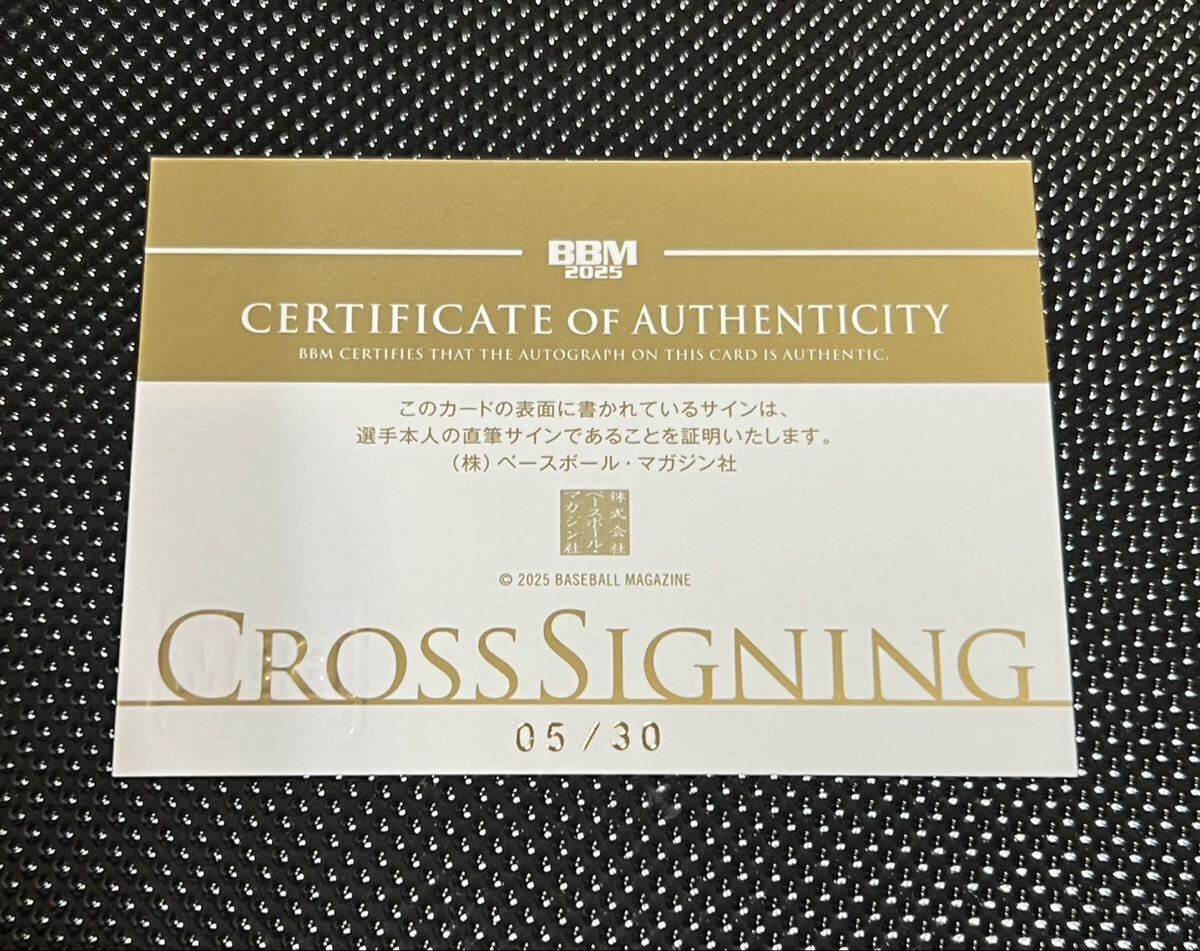 BBM
2025
CERTIFICATE OF AUTHENTICITY
BBM CERTIFIES THAT THE AUTOGRAPH ON THIS CARD IS AUTHENTIC.
このカードの表面に書かれているサインは、
選手本人の直筆サインであることを証明いたします。
(株)ベースボール・マガジン社
株式会社
ベースボール・
マガジン社
© 2025 BASEBALL MAGAZINE
CROSSSIGNING
05/30